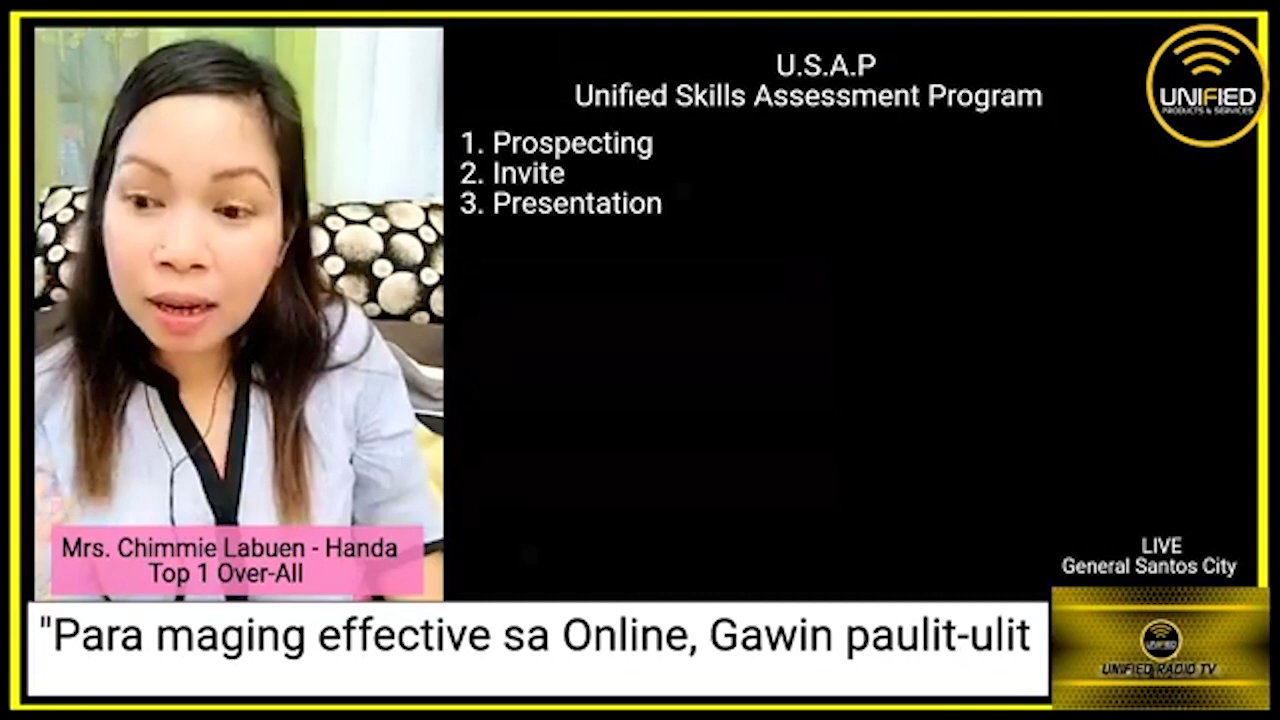 U.S.A.P
Unified Skills Assessment Program
1. Prospecting
2. Invite
3. Presentation
UNIFIED
PRODUCTS & SERVICES
Mrs. Chimmie Labuen - Handa
Top 1 Over-All
LIVE
General Santos City
"Para maging effective sa Online, Gawin paulit-ulit
UNIFIED
UNIFIED RADIO TV